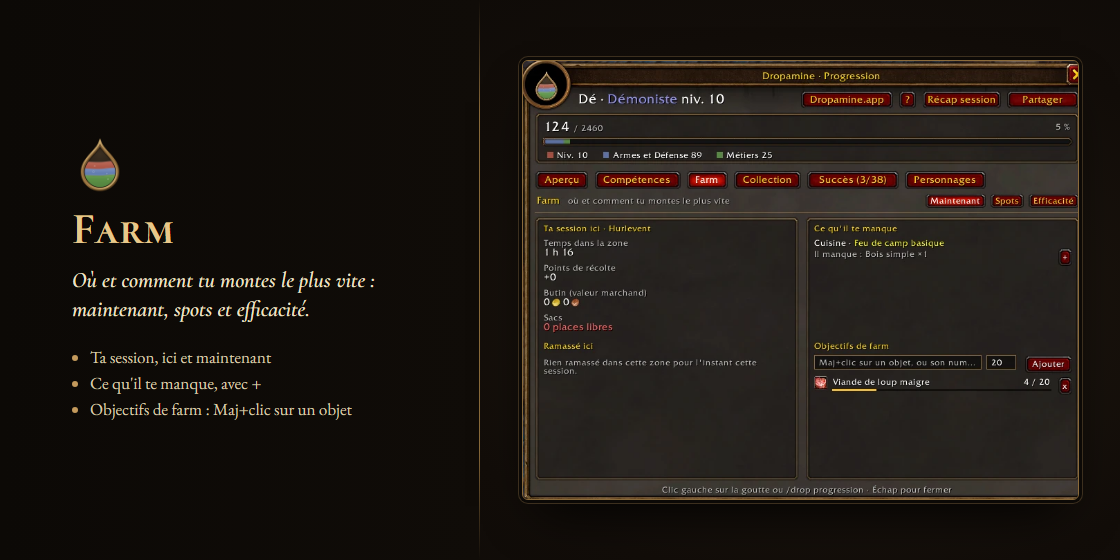 Farm
Où et comment tu montes le plus vite :
maintenant, spots et efficacité.
Ta session, ici et maintenant
Ce qu'il te manque, avec +
Objectifs de farm : Maj+clic sur un objet
Dopamine · Progression
X
Dé · Démoniste niv. 10
Dopamine.app
?
Récap session
Partager
124 / 2460
5 %
Niv. 10
Armes et Défense 89
Métiers 25
Aperçu
Compétences
Farm
Collection
Succès (3/38)
Personnages
Farm où et comment tu montes le plus vite
Maintenant
Spots
Efficacité
Ta session ici · Hurlevent
Temps dans la zone
1 h 16
Points de récolte
+0
Butin (valeur marchand)
0 0
Sacs
0 places libres
Ramassé ici
Rien ramassé dans cette zone pour l'instant cette
session.
Ce qu'il te manque
Cuisine · Feu de camp basique
Il manque : Bois simple ×1
+
Objectifs de farm
Maj+clic sur un objet, ou son num...
20
Ajouter
Viande de loup maigre
4 / 20
x
Clic gauche sur la goutte ou /drop progression · Échap pour fermer